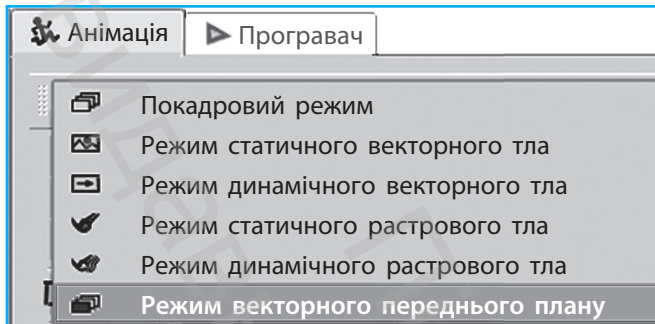 Анімація Програвач
Покадровий режим
Режим статичного векторного тла
Режим динамічного векторного тла
Режим статичного растрового тла
Режим динамічного растрового тла
Режим векторного переднього плану